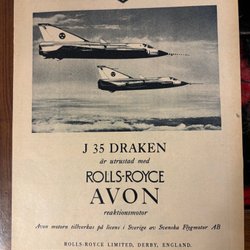 J 35 DRAKEN
är utrustad med
ROLLS-ROYCE
AVON
reaktionsmotor
Avon motorn tillverkas på licens i Sverige av Svenska Flygmotor AB
ROLLS-ROYCE LIMITED, DERBY, ENGLAND.